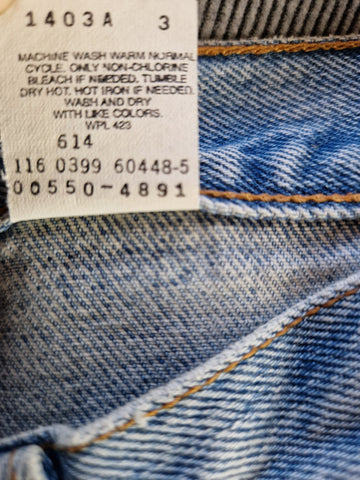 1403A 3
MACHINE WASH WARM NORMAL
CYCLE. ONLY NON-CHLORINE
BLEACH IF NEEDED. TUMBLE
DRY HOT. HOT IRON IF NEEDED.
WASH AND DRY
WITH LIKE COLORS.
WPL 423
614
116 0399 60448-5
00550-4891